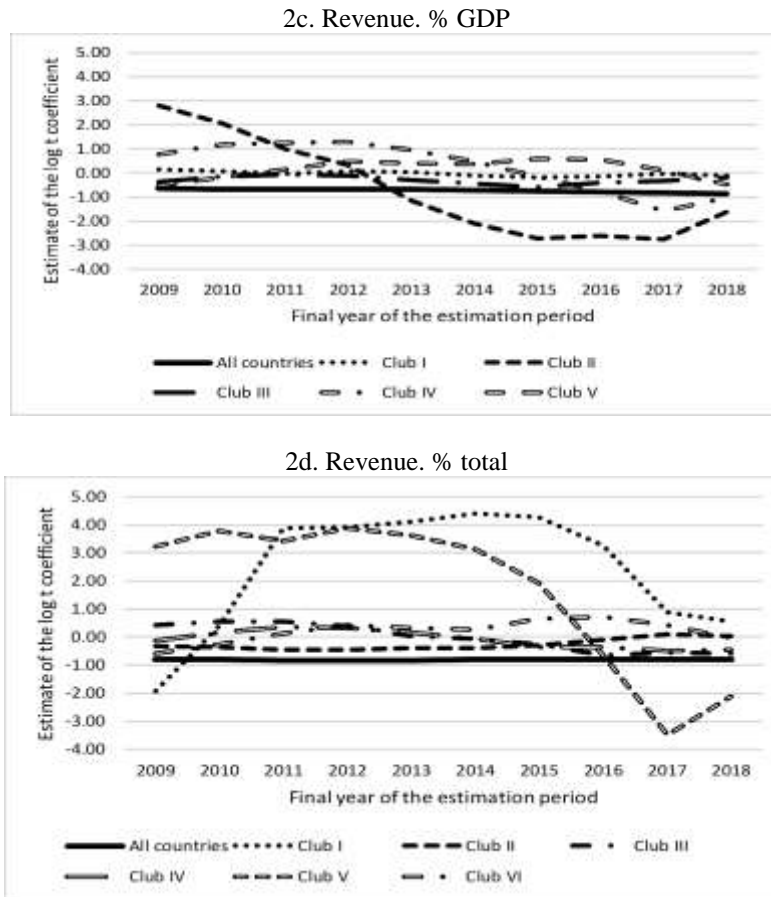 2c. Revenue. % GDP
Estimate of the log t coefficient
5.00
4.00
3.00
2.00
1.00
0.00
-1.00
-2.00
-3.00
-4.00
2009 2010 2011 2012 2013 2014 2015 2016 2017 2018
Final year of the estimation period
All countries Club I Club II
Club III Club IV Club V
2d. Revenue. % total
Estimate of the log t coefficient
5.00
4.00
3.00
2.00
1.00
0.00
-1.00
-2.00
-3.00
-4.00
2009 2010 2011 2012 2013 2014 2015 2016 2017 2018
Final year of the estimation period
All countries Club I Club II Club III
Club IV Club V Club VI